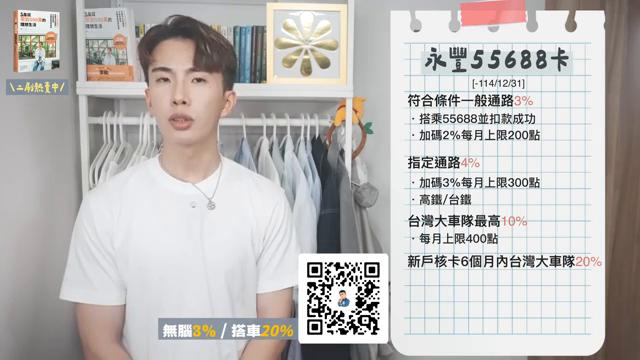 \二刷熱賣中/
永豐55688卡
[-114/12/31]
符合條件一般通路3%
·搭乘55688並扣款成功
·加碼2%每月上限200點
指定通路4%
·加碼3%每月上限300點
·高鐵/台鐵
台灣大車隊最高10%
·每月上限400點
新戶核卡6個月內台灣大車隊20%
無腦3% / 搭車20%